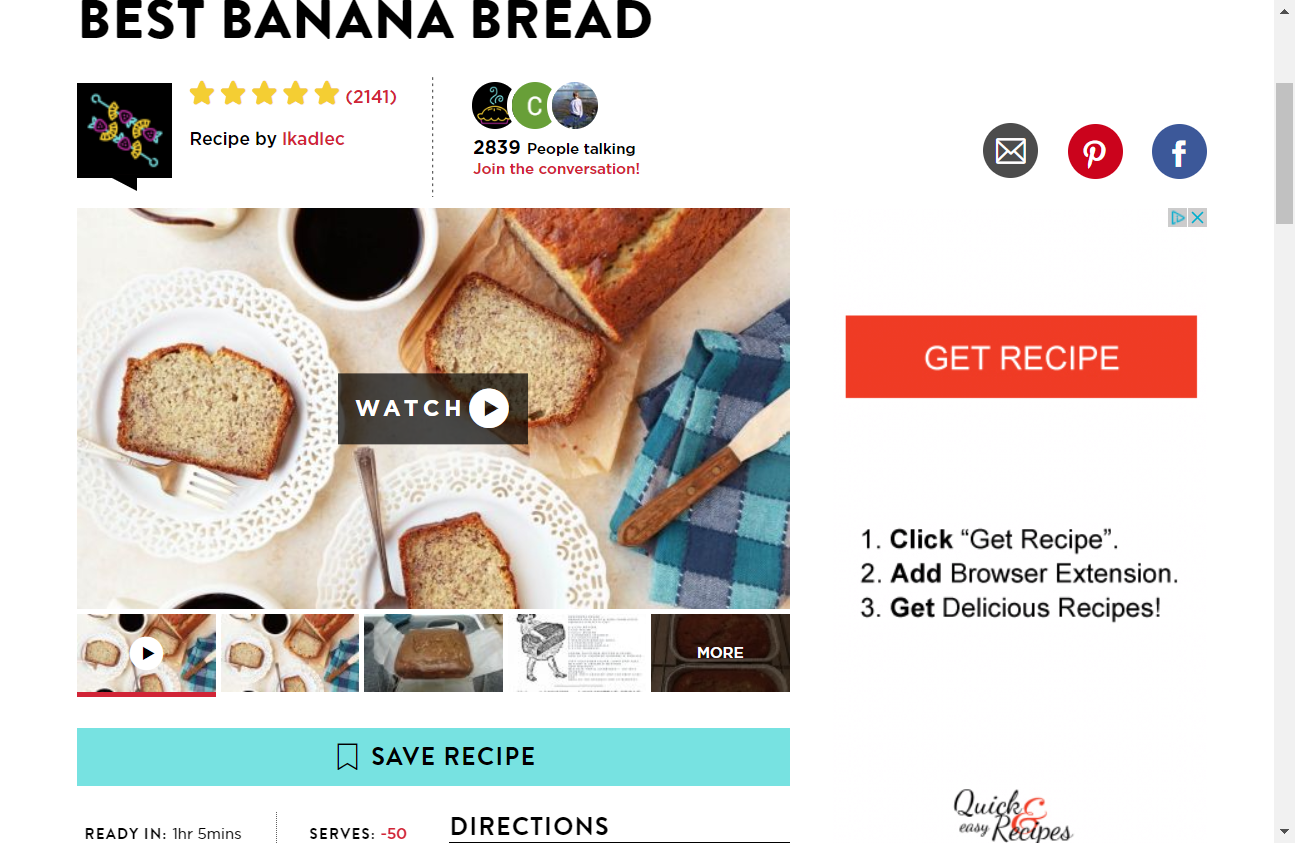 BEST BANANA BREAD
(2141)
Recipe by lkadlec
C
2839 People talking
Join the conversation!
f
WATCH
MORE
SAVE RECIPE
READY IN: 1hr 5mins
SERVES: -50
DIRECTIONS
GET RECIPE
1. Click “Get Recipe”.
2. Add Browser Extension.
3. Get Delicious Recipes!
Quick &
easy Recipes